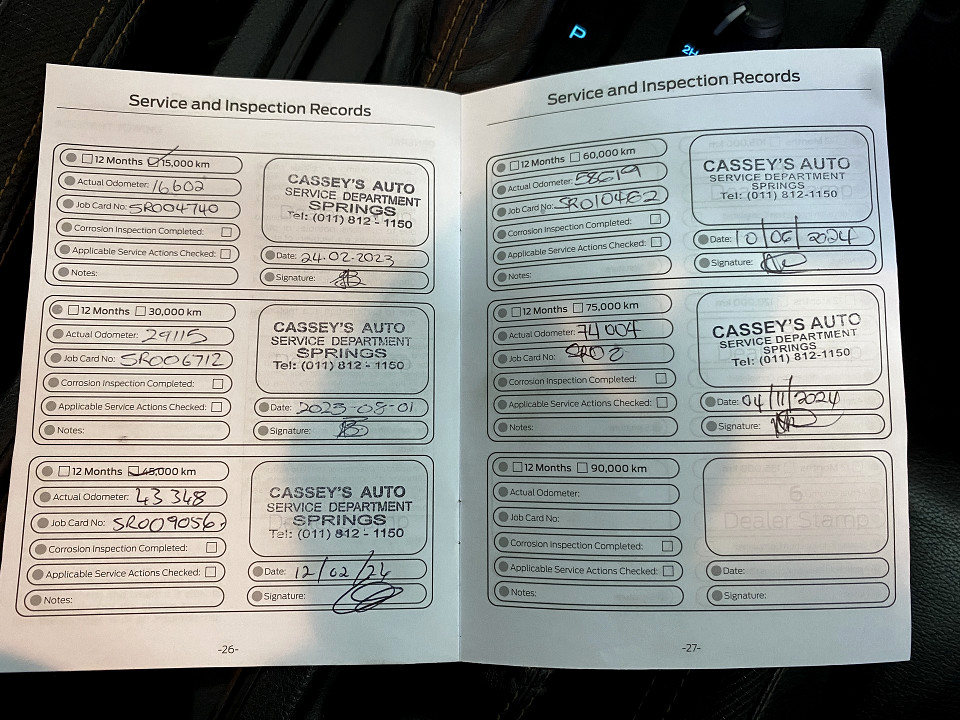 P
2H
Service and Inspection Records
12 Months 15,000 km
Actual Odometer: 16602
Job Card No: SR004740
Corrosion Inspection Completed:
Applicable Service Actions Checked:
Notes:
CASSEY'S AUTO
SERVICE DEPARTMENT
SPRINGS
Tel: (011) 812 - 1150
Date: 24-02-2023
Signature:
12 Months 30,000 km
Actual Odometer: 29115
Job Card No: SR006712
Corrosion Inspection Completed:
Applicable Service Actions Checked:
Notes:
CASSEY'S AUTO
SERVICE DEPARTMENT
SPRINGS
Tel: (011) 812 - 1150
Date: 2023-08-01
Signature:
12 Months 45,000 km
Actual Odometer: 43 348
Job Card No: SR009056
Corrosion Inspection Completed:
Applicable Service Actions Checked:
Notes:
CASSEY'S AUTO
SERVICE DEPARTMENT
SPRINGS
Tel: (011) 812 - 1150
Date: 12/02/24
Signature:
-26-
Service and Inspection Records
12 Months 60,000 km
Actual Odometer: 58619
Job Card No: SR010462
Corrosion Inspection Completed:
Applicable Service Actions Checked:
Notes:
CASSEY'S AUTO
SERVICE DEPARTMENT
SPRINGS
Tel: (011) 812-1150
Date: 10/06/2024
Signature:
12 Months 75,000 km
Actual Odometer: 74 004
Job Card No:
Corrosion Inspection Completed:
Applicable Service Actions Checked:
Notes:
CASSEY'S AUTO
SERVICE DEPARTMENT
SPRINGS
Tel: (011) 812-1150
Date: 04/11/2024
Signature:
12 Months 90,000 km
Actual Odometer:
Job Card No:
Corrosion Inspection Completed:
Applicable Service Actions Checked:
Notes:
6
Dealer Stamp
Date:
Signature:
-27-